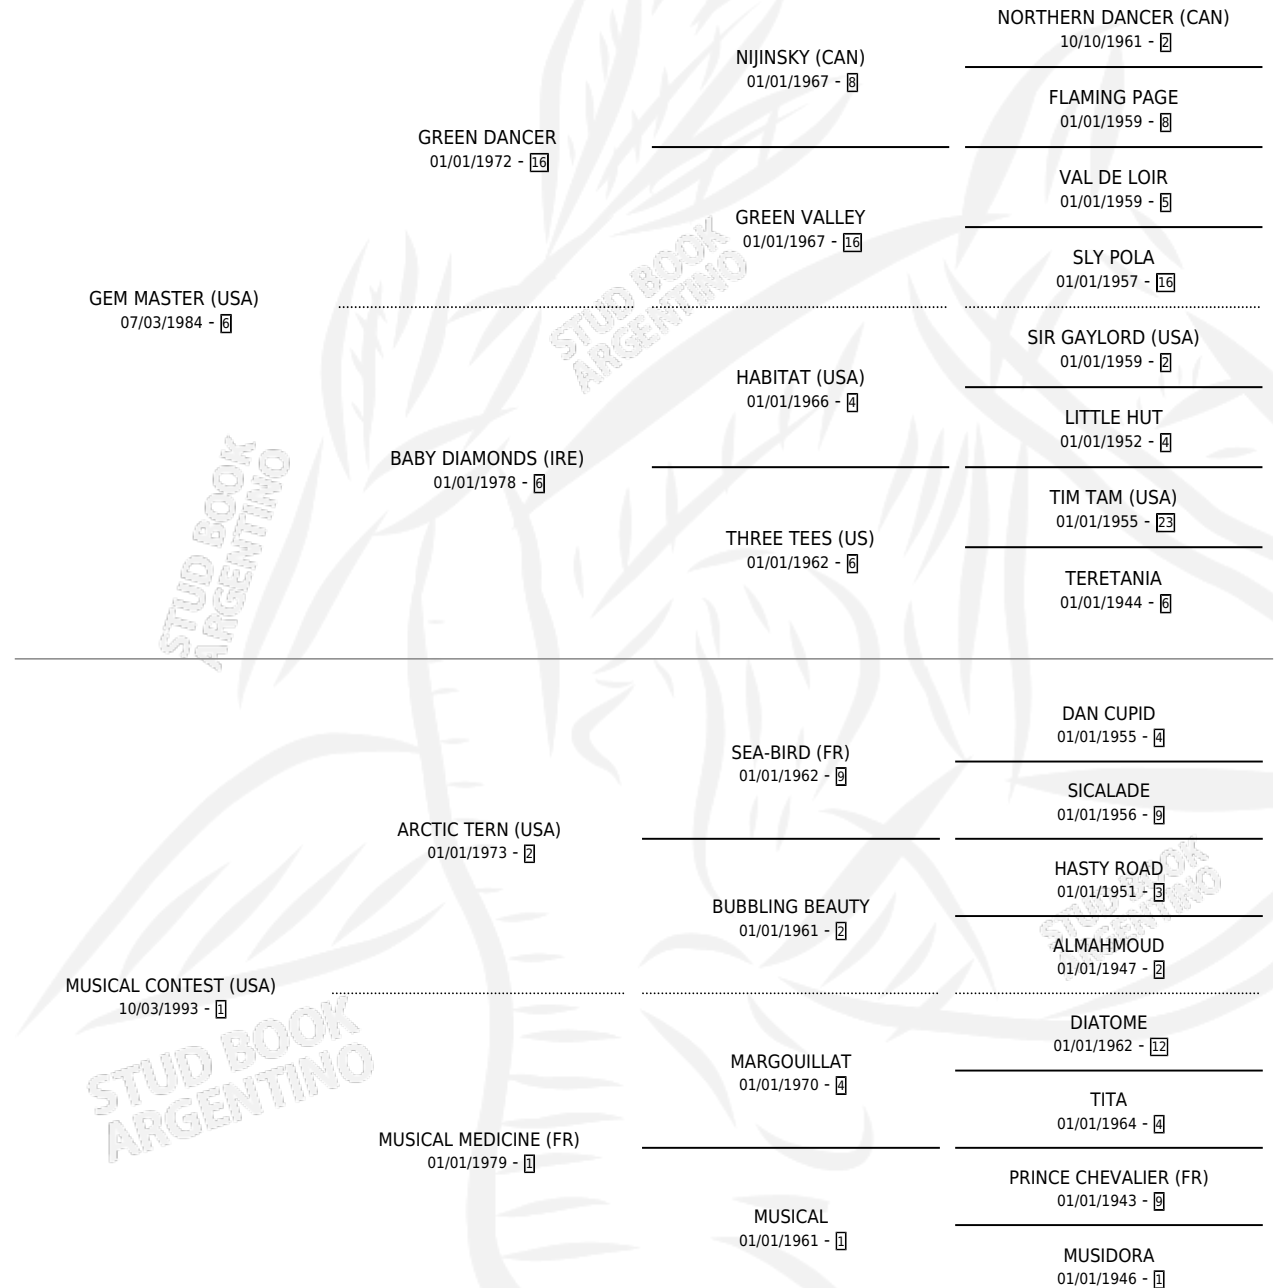 NORTHERN DANCER (CAN)
10/10/1961 - 2
NIJINSKY (CAN)
01/01/1967 - 8
FLAMING PAGE
01/01/1959 - 8
GREEN DANCER
01/01/1972 - 16
VAL DE LOIR
01/01/1959 - 5
GREEN VALLEY
01/01/1967 - 16
SLY POLA
01/01/1957 - 16
GEM MASTER (USA)
07/03/1984 - 6
STUD BOOK
ARGENTINO
SIR GAYLORD (USA)
01/01/1959 - 2
HABITAT (USA)
01/01/1966 - 4
LITTLE HUT
01/01/1952 - 4
BABY DIAMONDS (IRE)
01/01/1978 - 6
TIM TAM (USA)
01/01/1955 - 23
THREE TEES (US)
01/01/1962 - 6
TERETANIA
01/01/1944 - 6
STUD BOOK
ARGENTINO
DAN CUPID
01/01/1955 - 4
SEA-BIRD (FR)
01/01/1962 - 9
SICALADE
01/01/1956 - 9
ARCTIC TERN (USA)
01/01/1973 - 2
HASTY ROAD
01/01/1951 - 3
BUBBLING BEAUTY
01/01/1961 - 2
STUD BOOK
ARGENTINO
ALMAHMOUD
01/01/1947 - 2
MUSICAL CONTEST (USA)
10/03/1993 - 1
STUD BOOK
ARGENTINO
DIATOME
01/01/1962 - 12
MARGOUILLAT
01/01/1970 - 4
TITA
01/01/1964 - 4
MUSICAL MEDICINE (FR)
01/01/1979 - 1
PRINCE CHEVALIER (FR)
01/01/1943 - 9
MUSICAL
01/01/1961 - 1
MUSIDORA
01/01/1946 - 1